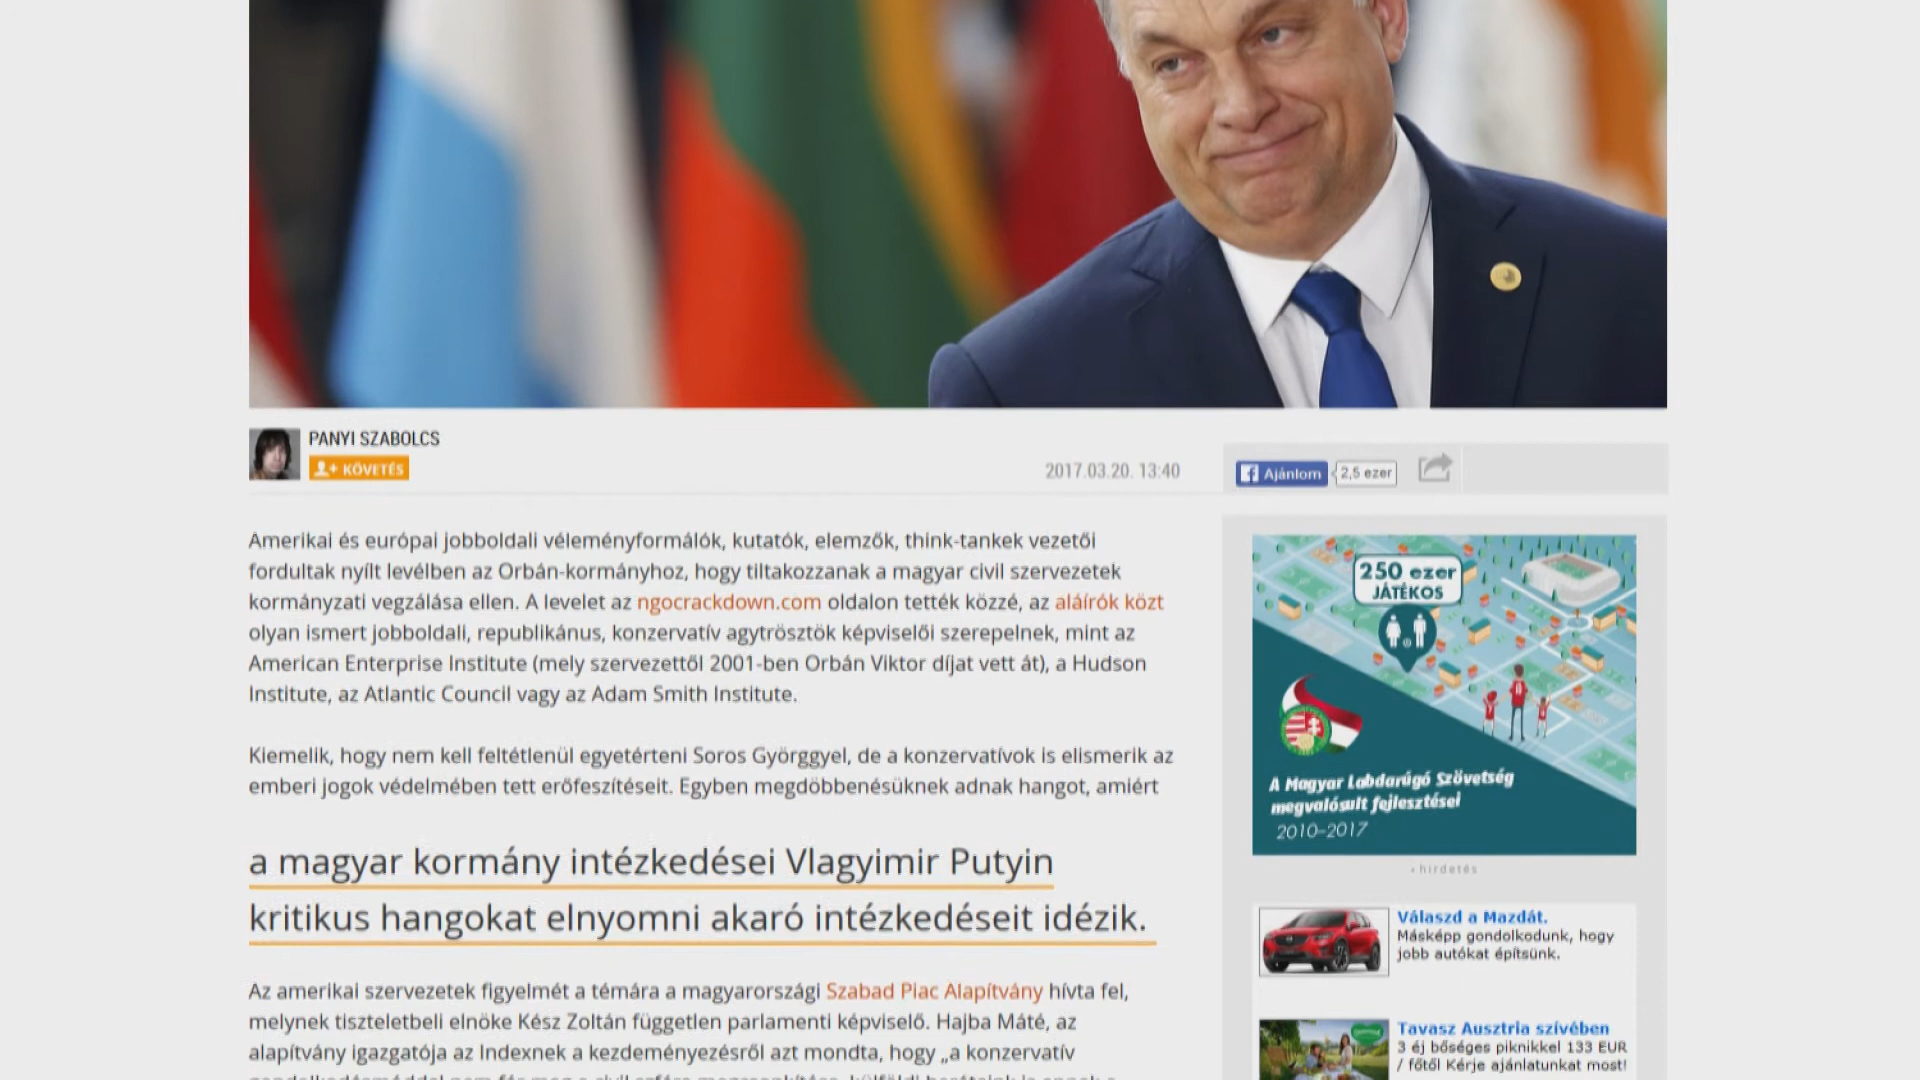 PANYI SZABOLCS
KÖVETÉS
2017.03.20. 13:40
Ajánlom
2,5 ezer
Amerikai és európai jobboldali véleményformálók, kutatók, elemzők, think-tankek vezetői
fordultak nyílt levélben az Orbán-kormányhoz, hogy tiltakozzanak a magyar civil szervezetek
kormányzati vegzálása ellen. A levelet az ngocrackdown.com oldalon tették közzé, az aláírók közt
olyan ismert jobboldali, republikánus, konzervatív agytrösztök képviselői szerepelnek, mint az
American Enterprise Institute (mely szervezettől 2001-ben Orbán Viktor díjat vett át), a Hudson
Institute, az Atlantic Council vagy az Adam Smith Institute.
Kiemelik, hogy nem kell feltétlenül egyetérteni Soros Györggyel, de a konzervatívok is elismerik az
emberi jogok védelmében tett erőfeszítéseit. Egyben megdöbbenésüknek adnak hangot, amiért
a magyar kormány intézkedései Vlagyimir Putyin
kritikus hangokat elnyomni akaró intézkedéseit idézik.
Az amerikai szervezetek figyelmét a témára a magyarországi Szabad Piac Alapítvány hívta fel,
melynek tiszteletbeli elnöke Kész Zoltán független parlamenti képviselő. Hajba Máté, az
alapítvány igazgatója az Indexnek a kezdeményezésről azt mondta, hogy „a konzervatív
250 ezer
JÁTÉKOS
A Magyar Labdarúgó Szövetség
megvalósult fejlesztései
2010–2017
hirdetés
Válaszd a Mazdát.
Másképp gondolkodunk, hogy
jobb autókat építsünk.
Tavasz Ausztria szívében
3 éj bőséges piknikkel 133 EUR
/ főtől Kérje ajánlatunkat most!